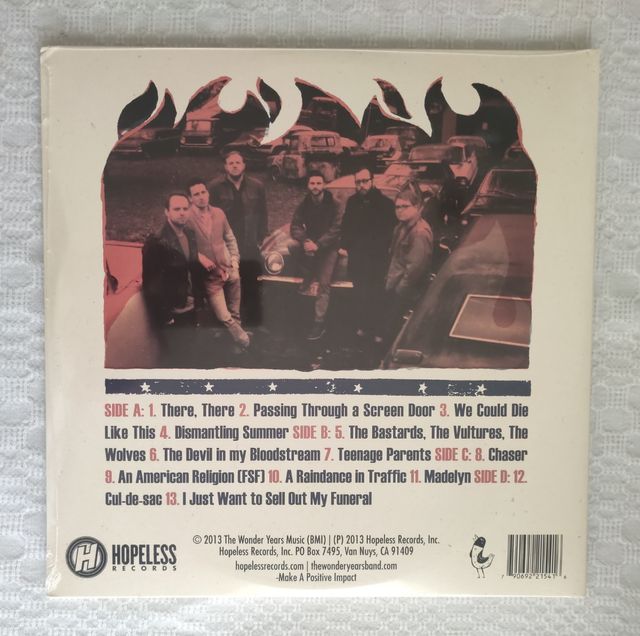 SIDE A: 1. There, There 2. Passing Through a Screen Door 3. We Could Die
Like This 4. Dismantling Summer SIDE B: 5. The Bastards, The Vultures, The
Wolves 6. The Devil in my Bloodstream 7. Teenage Parents SIDE C: 8. Chaser
9. An American Religion (FSF) 10. A Raindance in Traffic 11. Madelyn SIDE D: 12.
Cul-de-sac 13. I Just Want to Sell Out My Funeral
H HOPELESS
RECORDS
© 2013 The Wonder Years Music (BMI) | (P) 2013 Hopeless Records, Inc.
Hopeless Records, Inc. PO Box 7495, Van Nuys, CA 91409
hopelessrecords.com | thewonderyearsband.com
-Make A Positive Impact
7 90692 21541 6